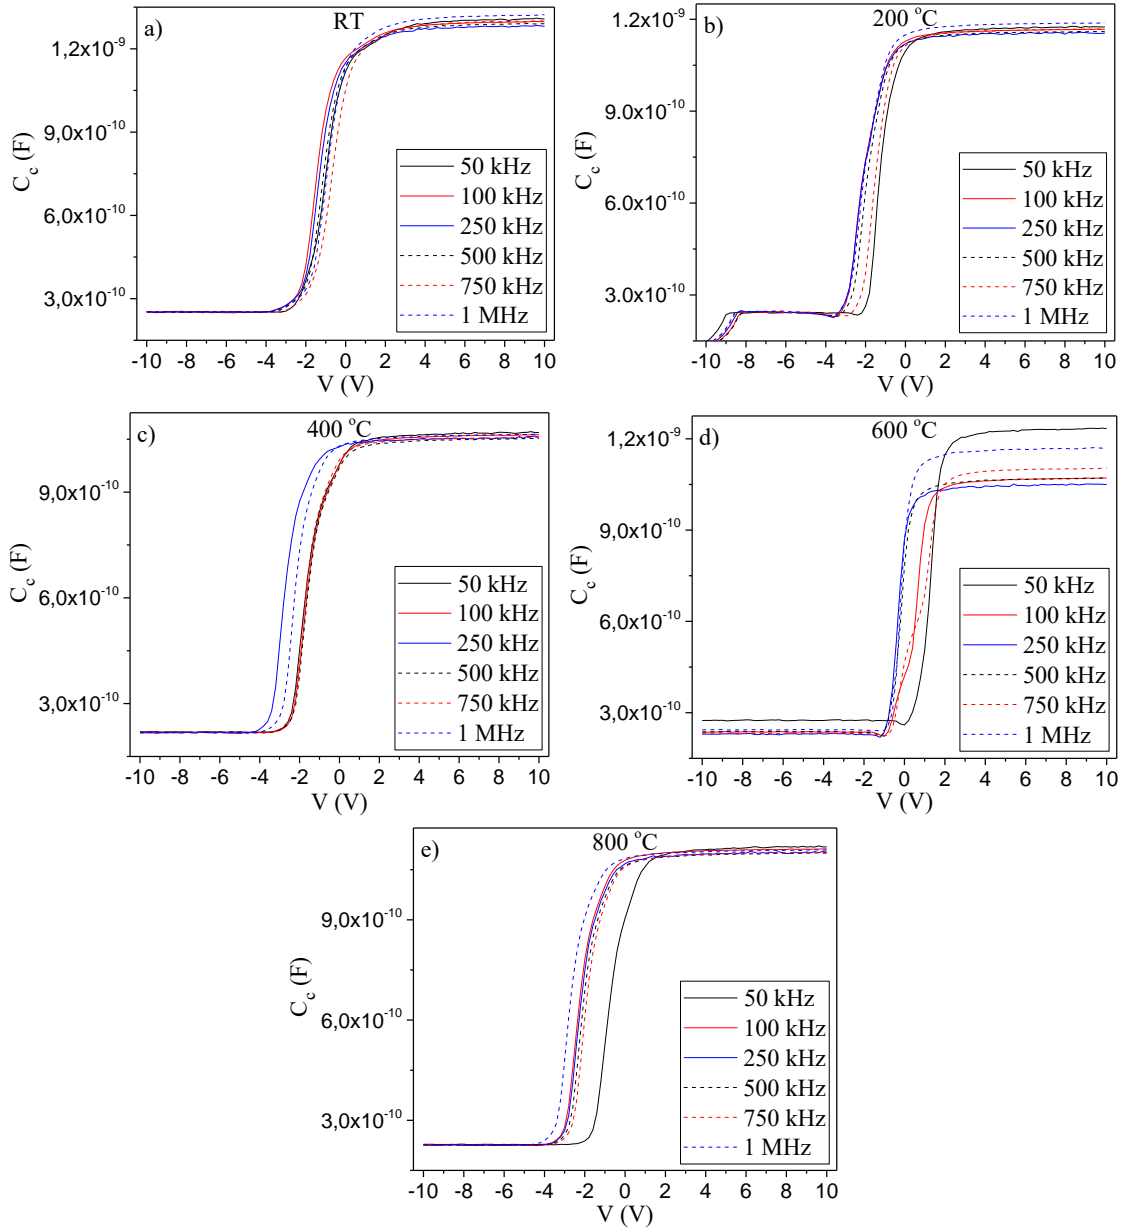 a) RT
1,2x10⁻⁹
9,0x10⁻¹⁰
6,0x10⁻¹⁰
3,0x10⁻¹⁰
C_c (F)
50 kHz
100 kHz
250 kHz
500 kHz
750 kHz
1 MHz
-10 -8 -6 -4 -2 0 2 4 6 8 10
V (V)
b) 200 °C
1,2x10⁻⁹
9,0x10⁻¹⁰
6,0x10⁻¹⁰
3,0x10⁻¹⁰
C_c (F)
50 kHz
100 kHz
250 kHz
500 kHz
750 kHz
1 MHz
-10 -8 -6 -4 -2 0 2 4 6 8 10
V (V)
c) 400 °C
9,0x10⁻¹⁰
6,0x10⁻¹⁰
3,0x10⁻¹⁰
C_c (F)
50 kHz
100 kHz
250 kHz
500 kHz
750 kHz
1 MHz
-10 -8 -6 -4 -2 0 2 4 6 8 10
V (V)
d) 600 °C
1,2x10⁻⁹
9,0x10⁻¹⁰
6,0x10⁻¹⁰
3,0x10⁻¹⁰
C_c (F)
50 kHz
100 kHz
250 kHz
500 kHz
750 kHz
1 MHz
-10 -8 -6 -4 -2 0 2 4 6 8 10
V (V)
e) 800 °C
9,0x10⁻¹⁰
6,0x10⁻¹⁰
3,0x10⁻¹⁰
C_c (F)
50 kHz
100 kHz
250 kHz
500 kHz
750 kHz
1 MHz
-10 -8 -6 -4 -2 0 2 4 6 8 10
V (V)